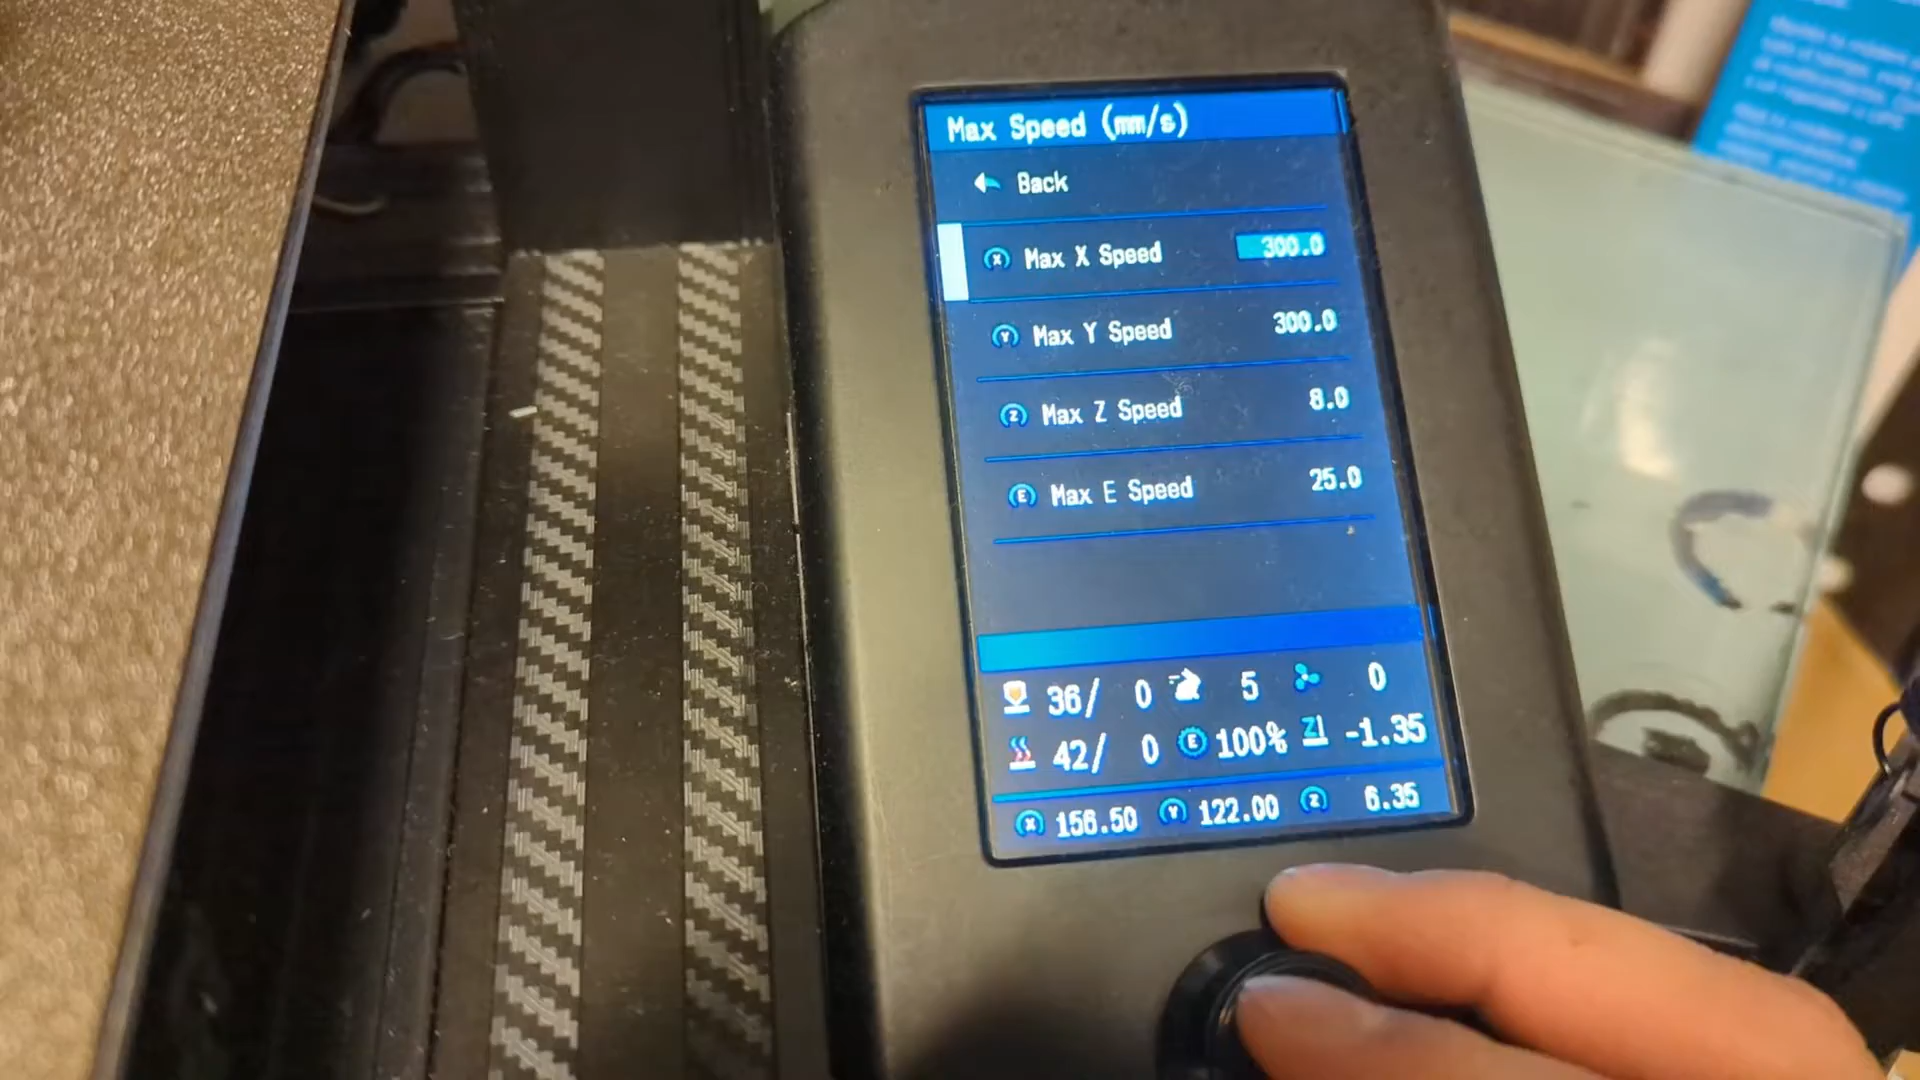 Max Speed (mm/s)
Back
X Max X Speed 300.0
Y Max Y Speed 300.0
Z Max Z Speed 8.0
E Max E Speed 25.0
36/ 0 5 0
42/ 0 E 100% Z -1.35
X 156.50 Y 122.00 Z 6.35